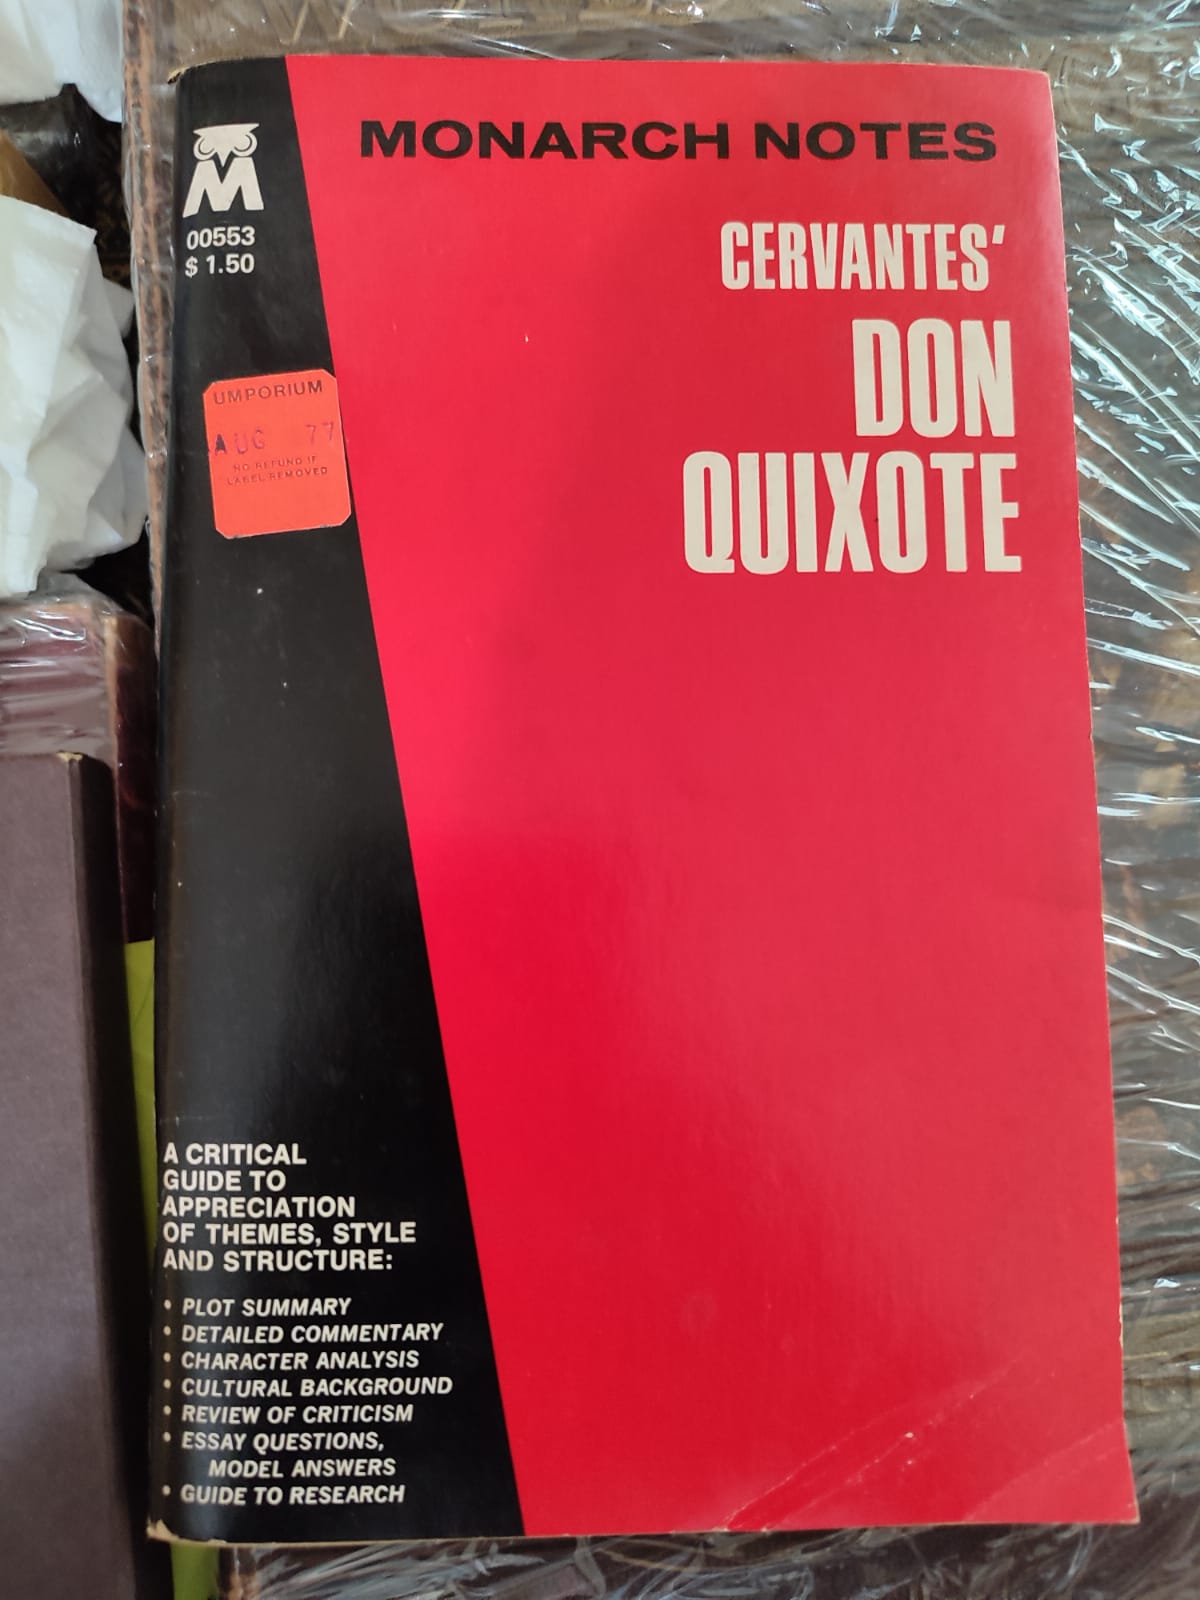 MONARCH NOTES
M
00553
$ 1.50
CERVANTES'
DON
QUIXOTE
UMPORIUM
AUG 77
NO REFUND IF
LABEL REMOVED
A CRITICAL
GUIDE TO
APPRECIATION
OF THEMES, STYLE
AND STRUCTURE:
• PLOT SUMMARY
• DETAILED COMMENTARY
• CHARACTER ANALYSIS
• CULTURAL BACKGROUND
• REVIEW OF CRITICISM
• ESSAY QUESTIONS,
MODEL ANSWERS
• GUIDE TO RESEARCH